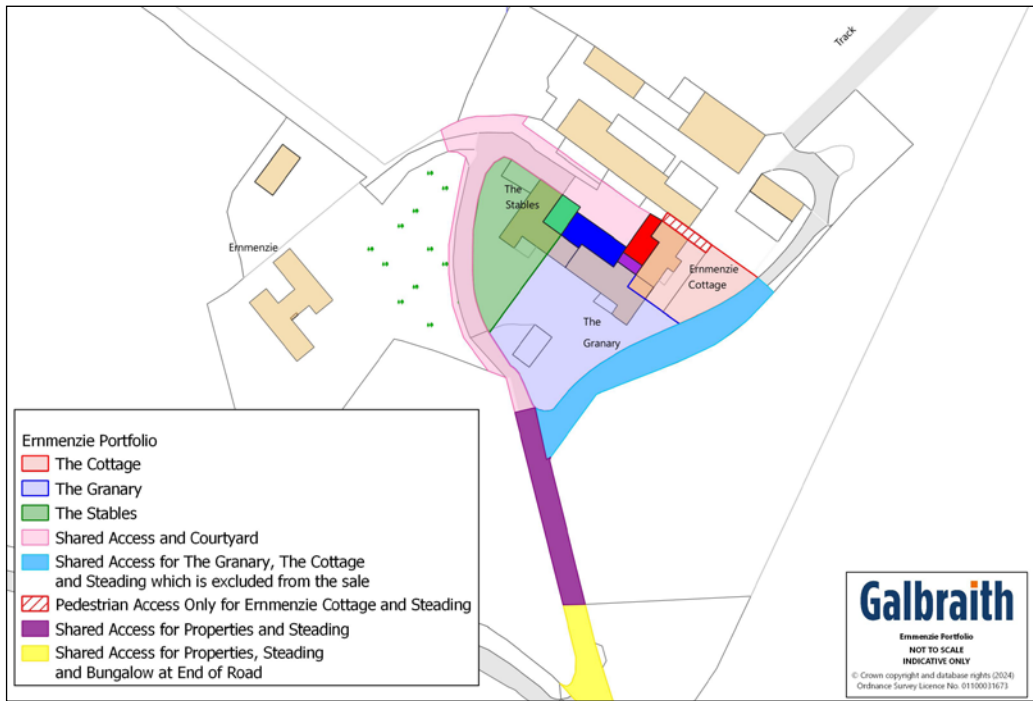 Track
The
Stables
Ernmenzie
Ernmenzie
Cottage
The
Granary
Ernmenzie Portfolio
The Cottage
The Granary
The Stables
Shared Access and Courtyard
Shared Access for The Granary, The Cottage
and Steading which is excluded from the sale
Pedestrian Access Only for Ernmenzie Cottage and Steading
Shared Access for Properties and Steading
Shared Access for Properties, Steading
and Bungalow at End of Road
Galbraith
Ernmenzie Portfolio
NOT TO SCALE
INDICATIVE ONLY
© Crown copyright and database rights (2024)
Ordnance Survey Licence No. 01100031673